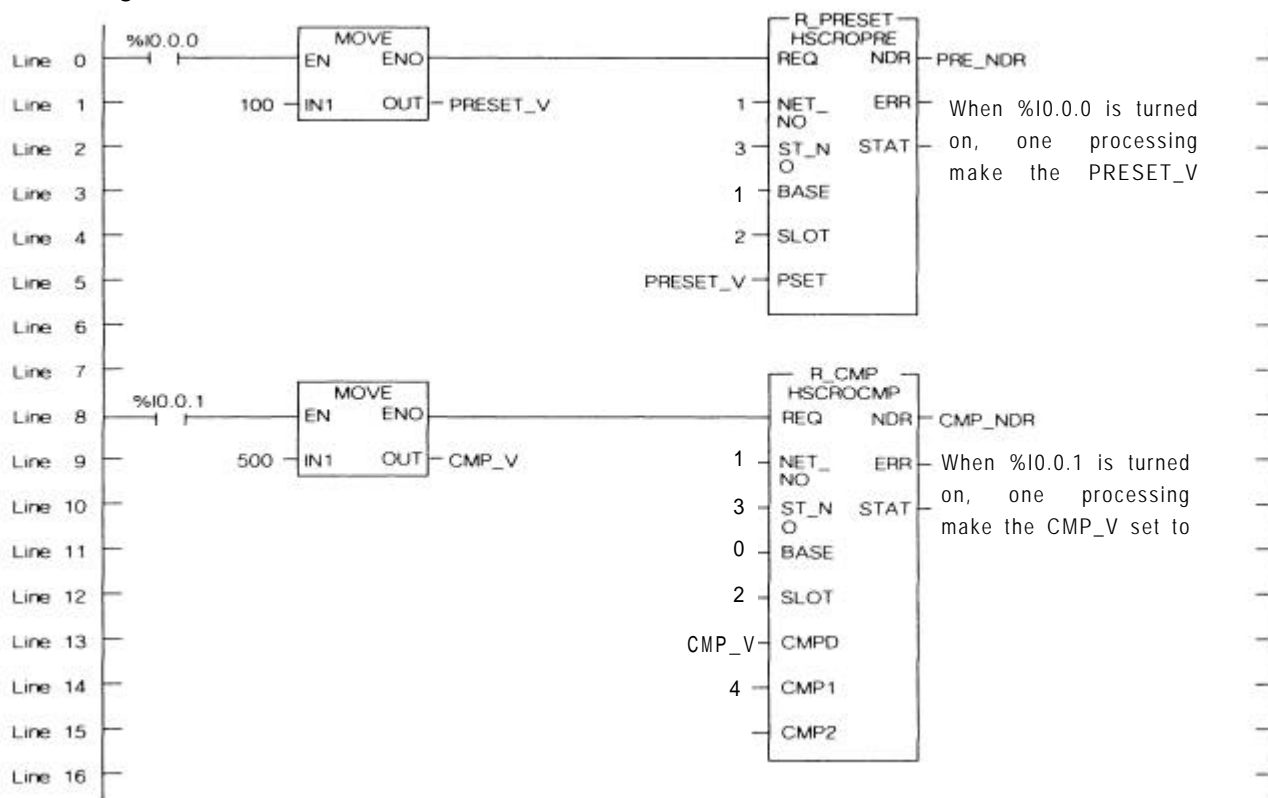 R_PRESET
%I0.0.0 MOVE HSCROPRE
Line 0 EN ENO REQ NDR PRE_NDR
Line 1 100 IN1 OUT PRESET_V 1 NET_ ERR When %I0.0.0 is turned
NO
Line 2 3 ST_N STAT on, one processing
O
make the PRESET_V
Line 3 1 BASE
Line 4 2 SLOT
Line 5 PRESET_V PSET
Line 6
Line 7 R_CMP
%I0.0.1 MOVE HSCROCMP
Line 8 EN ENO REQ NDR CMP_NDR
Line 9 500 IN1 OUT CMP_V 1 NET_ ERR When %I0.0.1 is turned
NO
Line 10 3 ST_N STAT on, one processing
O
make the CMP_V set to
Line 11 0 BASE
Line 12 2 SLOT
Line 13 CMP_V CMPD
Line 14 4 CMP1
Line 15 CMP2
Line 16